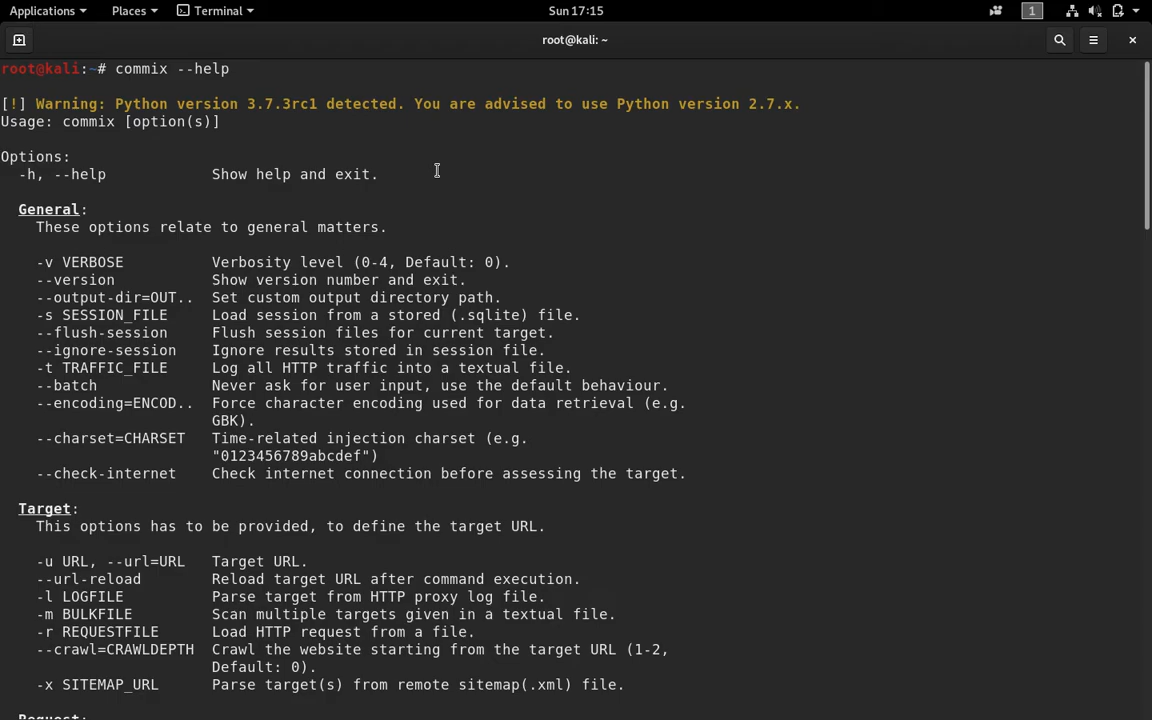 Applications Places Terminal Sun 17:15 1
root@kali: ~
root@kali:~# commix --help
[!] Warning: Python version 3.7.3rc1 detected. You are advised to use Python version 2.7.x.
Usage: commix [option(s)]
Options:
-h, --help Show help and exit.
General:
These options relate to general matters.
-v VERBOSE Verbosity level (0-4, Default: 0).
--version Show version number and exit.
--output-dir=OUT.. Set custom output directory path.
-s SESSION_FILE Load session from a stored (.sqlite) file.
--flush-session Flush session files for current target.
--ignore-session Ignore results stored in session file.
-t TRAFFIC_FILE Log all HTTP traffic into a textual file.
--batch Never ask for user input, use the default behaviour.
--encoding=ENCOD.. Force character encoding used for data retrieval (e.g.
GBK).
--charset=CHARSET Time-related injection charset (e.g.
"0123456789abcdef")
--check-internet Check internet connection before assessing the target.
Target:
This options has to be provided, to define the target URL.
-u URL, --url=URL Target URL.
--url-reload Reload target URL after command execution.
-l LOGFILE Parse target from HTTP proxy log file.
-m BULKFILE Scan multiple targets given in a textual file.
-r REQUESTFILE Load HTTP request from a file.
--crawl=CRAWLDEPTH Crawl the website starting from the target URL (1-2,
Default: 0).
-x SITEMAP_URL Parse target(s) from remote sitemap(.xml) file.
Request: